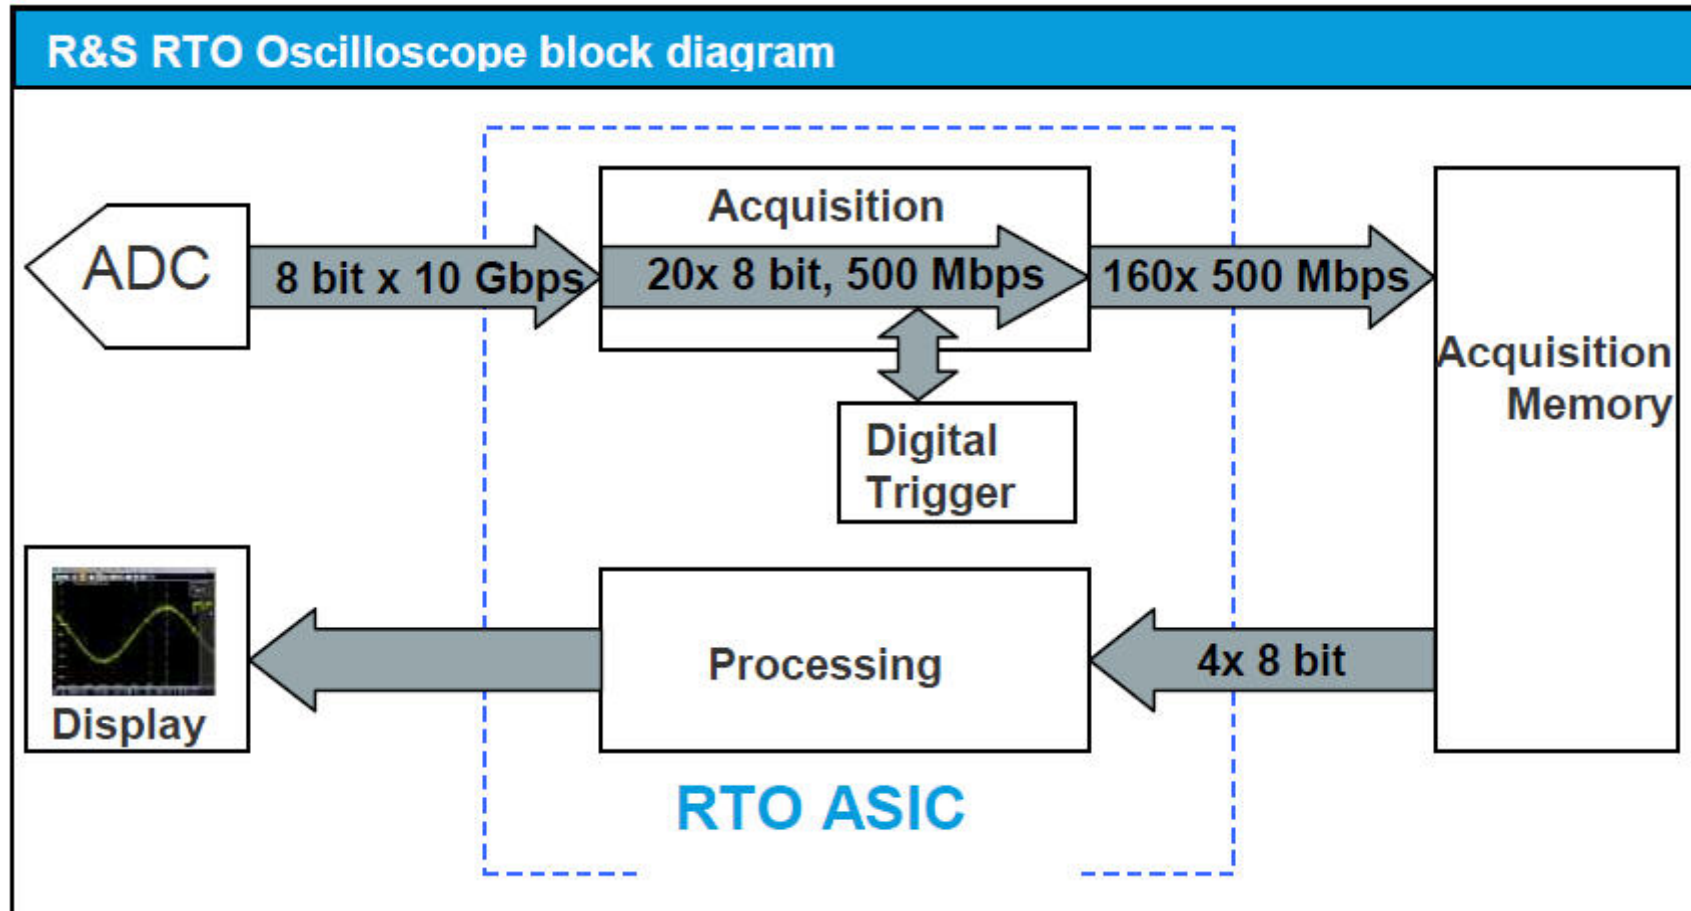 R&S RTO Oscilloscope block diagram
Acquisition
ADC
8 bit x 10 Gbps
20x 8 bit, 500 Mbps
160x 500 Mbps
Acquisition
Memory
Digital
Trigger
Processing
4x 8 bit
Display
RTO ASIC